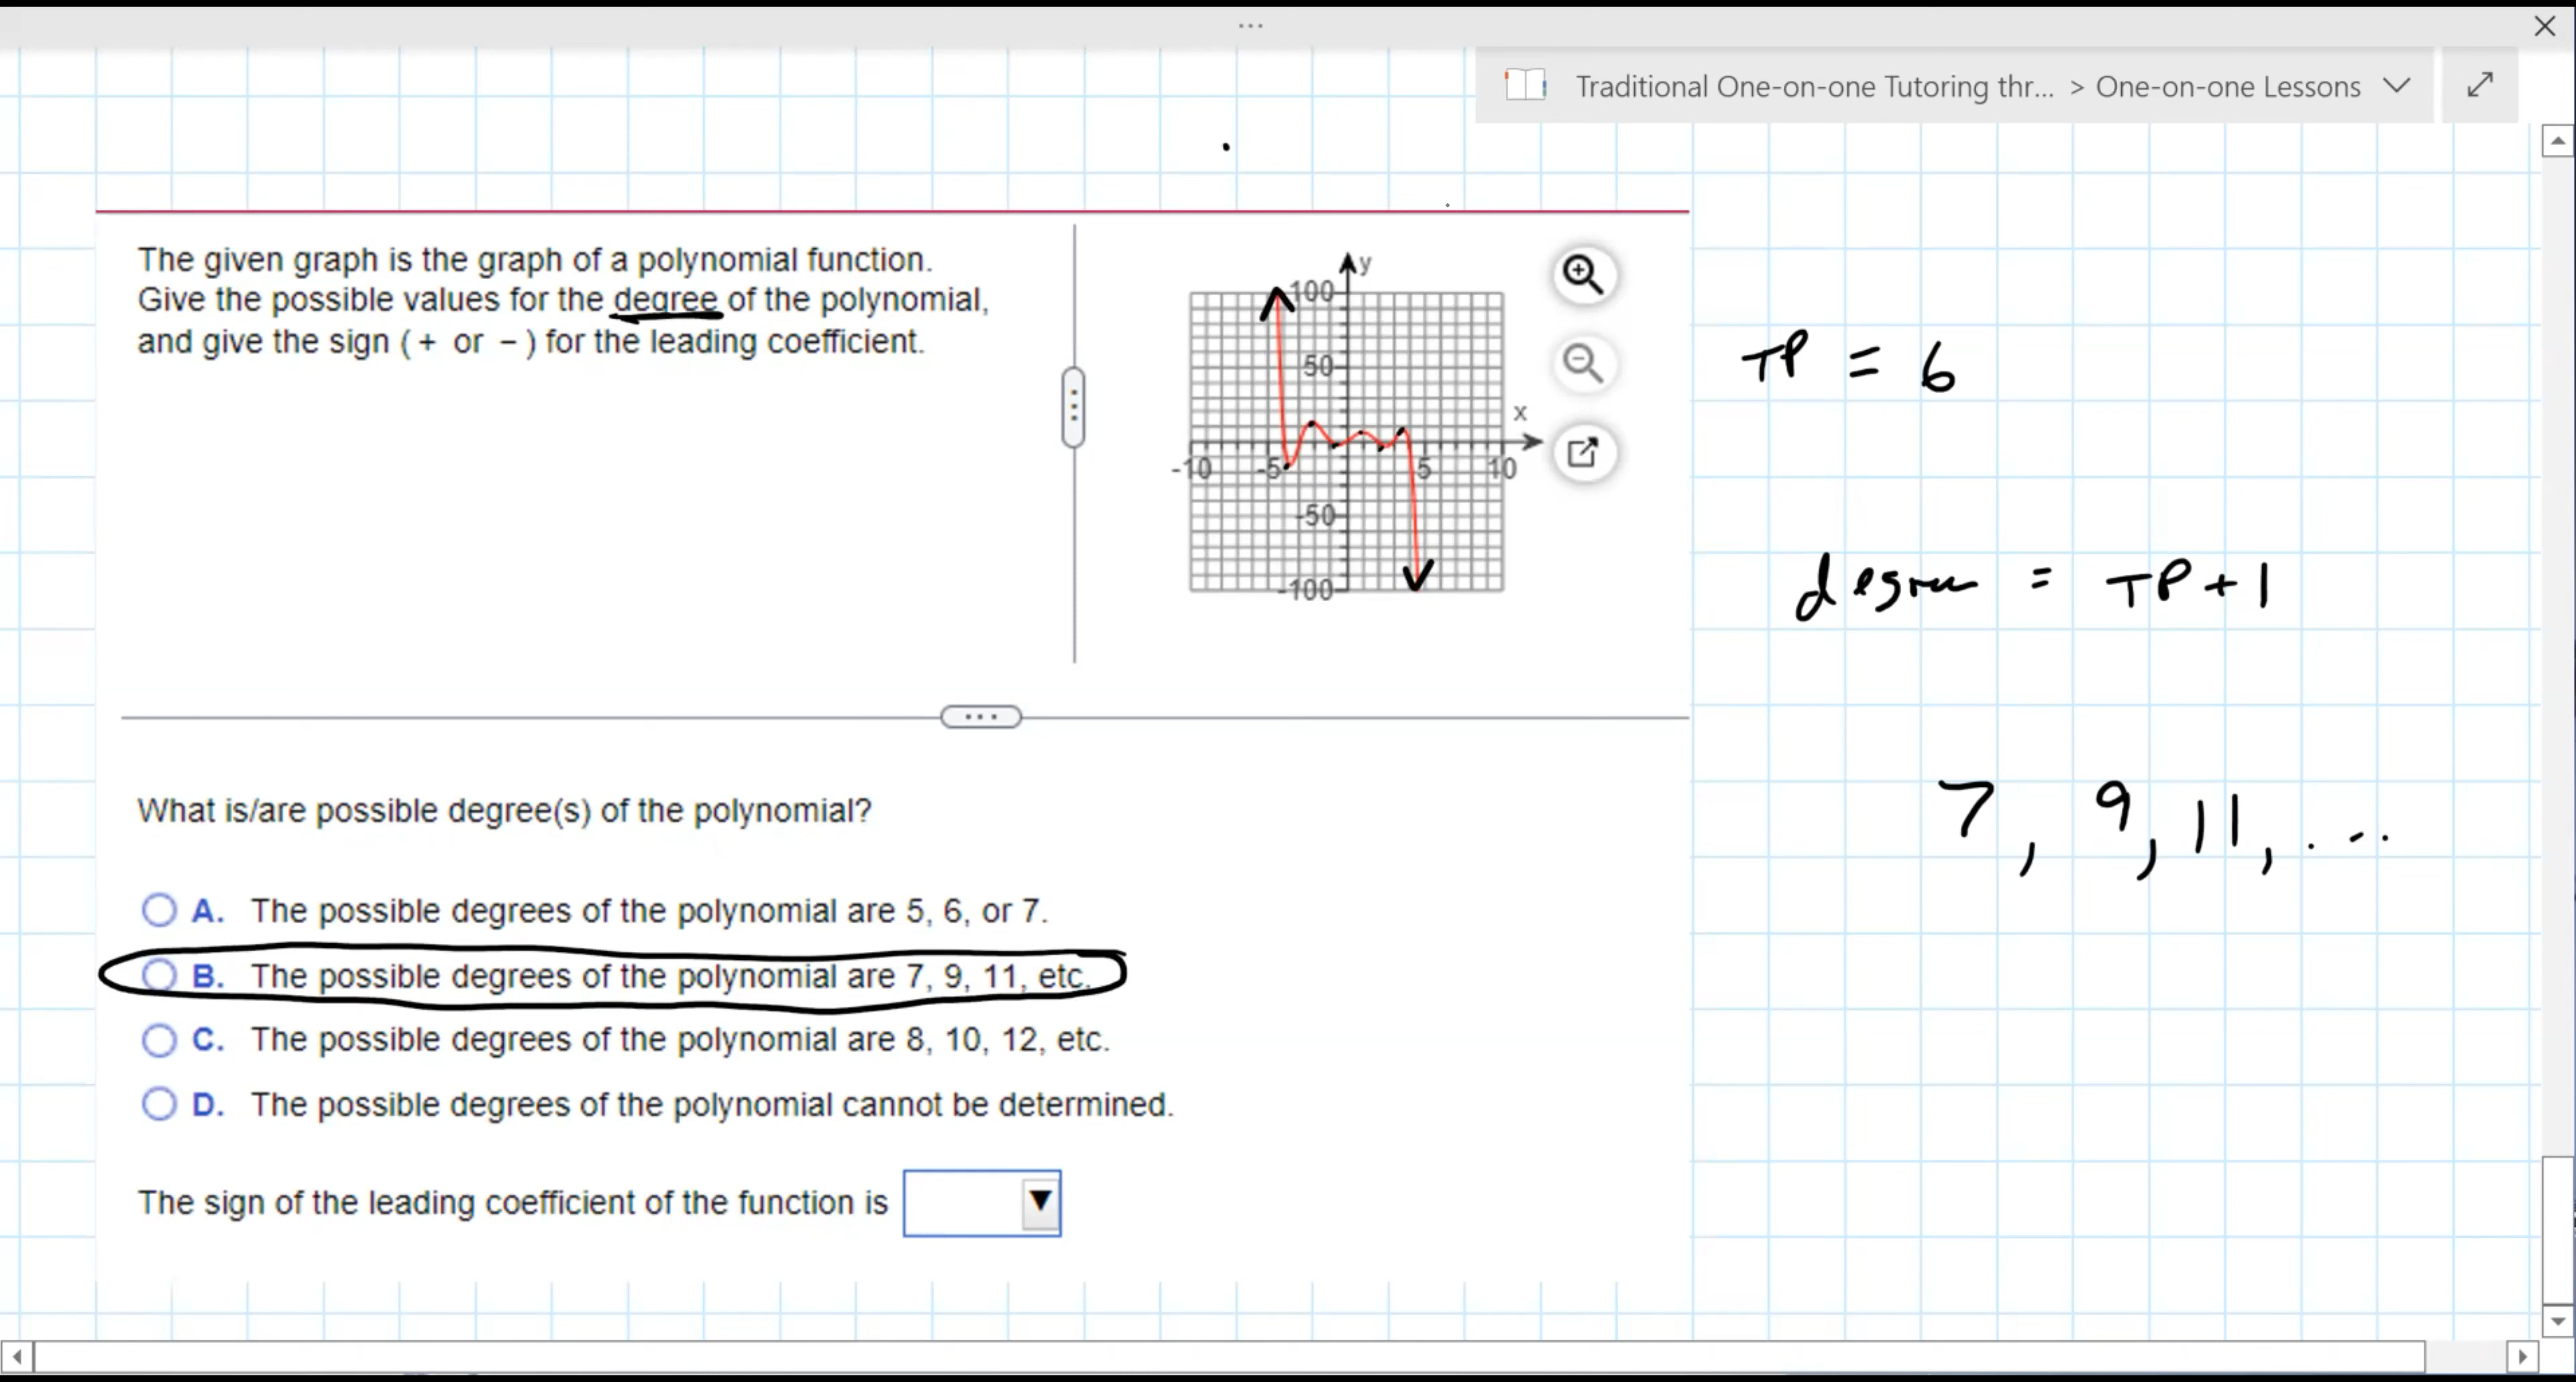 Traditional One-on-one Tutoring thr... > One-on-one Lessons
The given graph is the graph of a polynomial function.
Give the possible values for the degree of the polynomial,
and give the sign ( + or - ) for the leading coefficient.
y
100
50
x
-10 -5 5 10
-50
-100
TP = 6
degree = TP + 1
7, 9, 11, ...
What is/are possible degree(s) of the polynomial?
A. The possible degrees of the polynomial are 5, 6, or 7.
B. The possible degrees of the polynomial are 7, 9, 11, etc.
C. The possible degrees of the polynomial are 8, 10, 12, etc.
D. The possible degrees of the polynomial cannot be determined.
The sign of the leading coefficient of the function is